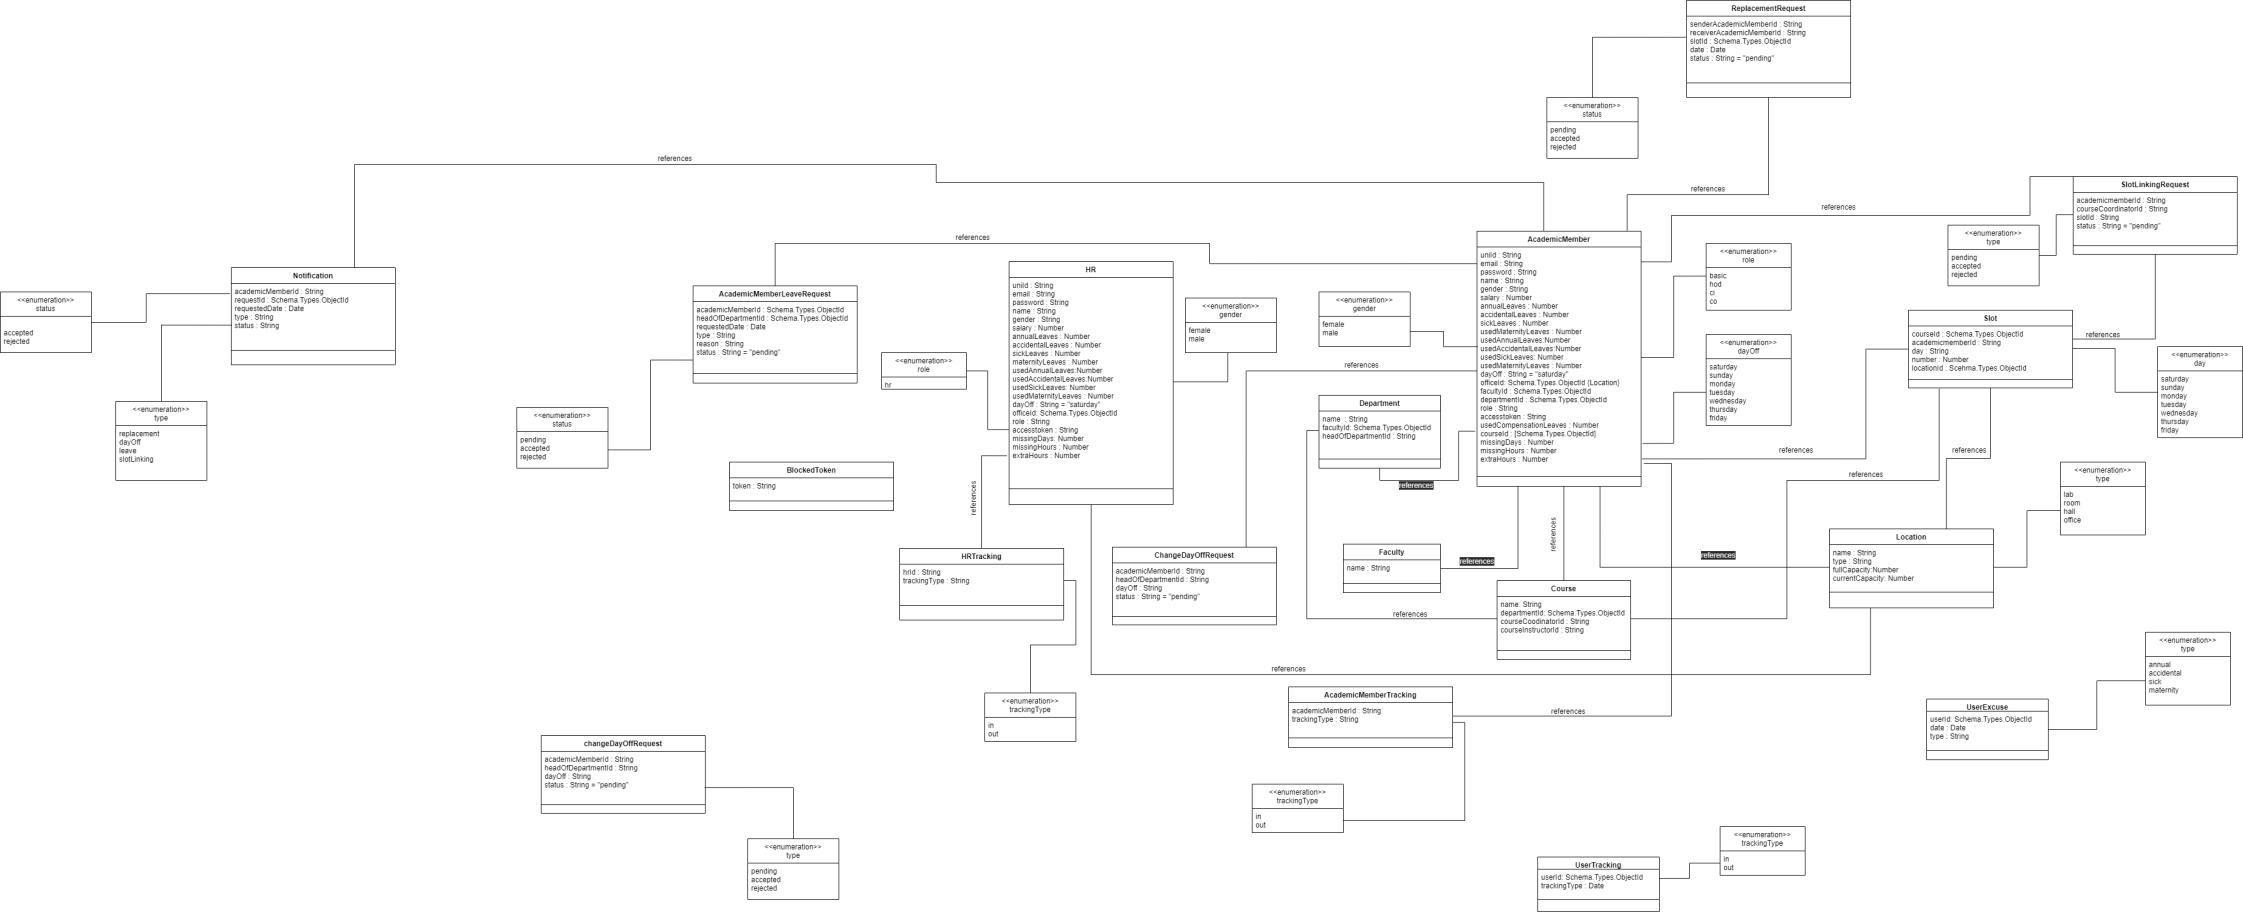 ReplacementRequest
senderAcademicMemberId : String
receiverAcademicMemberId : String
slotId : Schema.Types.ObjectId
date : Date
status : String = "pending"
<<enumeration>>
status
pending
accepted
rejected
references
references
references
SlotLinkingRequest
academicmemberId : String
courseCoordinatorId : String
slotId : String
status : String = "pending"
<<enumeration>>
type
pending
accepted
rejected
references
AcademicMember
uniId : String
email : String
password : String
name : String
gender : String
salary : Number
annualLeaves : Number
accidentalLeaves : Number
sickLeaves : Number
usedMaternityLeaves : Number
usedAnnualLeaves:Number
usedAccidentalLeaves:Number
usedSickLeaves: Number
usedMaternityLeaves : Number
dayOff : String = "saturday"
officeId: Schema.Types.ObjectId {Location}
facultyId : Schema.Types.ObjectId
departmentId : Schema.Types.ObjectId
role : String
accesstoken : String
usedCompensationLeaves : Number
courseId : [Schema.Types.ObjectId]
missingDays : Number
missingHours : Number
extraHours : Number
<<enumeration>>
role
basic
hod
ci
co
<<enumeration>>
dayOff
saturday
sunday
monday
tuesday
wednesday
thursday
friday
Notification
academicMemberId : String
requestId : Schema.Types.ObjectId
requestedDate : Date
type : String
status : String
<<enumeration>>
status
accepted
rejected
<<enumeration>>
type
replacement
dayOff
leave
slotLinking
AcademicMemberLeaveRequest
academicMemberId : Schema.Types.ObjectId
headOfDepartmentId : Schema.Types.ObjectId
requestedDate : Date
type : String
reason : String
status : String = "pending"
<<enumeration>>
status
pending
accepted
rejected
HR
uniId : String
email : String
password : String
name : String
gender : String
salary : Number
annualLeaves : Number
accidentalLeaves : Number
sickLeaves : Number
maternityLeaves : Number
usedAnnualLeaves:Number
usedAccidentalLeaves:Number
usedSickLeaves: Number
usedMaternityLeaves : Number
dayOff : String = "saturday"
officeId: Schema.Types.ObjectId
role : String
accesstoken : String
missingDays: Number
missingHours : Number
extraHours : Number
<<enumeration>>
gender
female
male
<<enumeration>>
gender
female
male
<<enumeration>>
role
hr
Slot
courseId : Schema.Types.ObjectId
academicmemberId : String
day : String
number : Number
locationId : Scehrma.Types.ObjectId
references
<<enumeration>>
day
saturday
sunday
monday
tuesday
wednesday
thursday
friday
references
Department
name : String
facultyId: Schema.Types.ObjectId
headOfDepartmentId : String
references
references
references
references
BlockedToken
token : String
references
<<enumeration>>
type
lab
room
hall
office
Location
name : String
type : String
fullCapacity:Number
currentCapacity: Number
HRTracking
hrId : String
trackingType : String
ChangeDayOffRequest
academicMemberId : String
headOfDepartmentId : String
dayOff : String
status : String = "pending"
Faculty
name : String
references
references
references
Course
name: String
departmentId: Schema.Types.ObjectId
courseCoodinatorId : String
courseInstructorId : String
references
references
<<enumeration>>
type
annual
accidental
sick
maternity
UserExcuse
userId: Schema.Types.ObjectId
date : Date
type : String
<<enumeration>>
trackingType
in
out
AcademicMemberTracking
academicMemberId : String
trackingType : String
references
changeDayOffRequest
academicMemberId : String
headOfDepartmentId : String
dayOff : String
status : String = "pending"
<<enumeration>>
type
pending
accepted
rejected
<<enumeration>>
trackingType
in
out
UserTracking
userId: Schema.Types.ObjectId
trackingType : Date
<<enumeration>>
trackingType
in
out